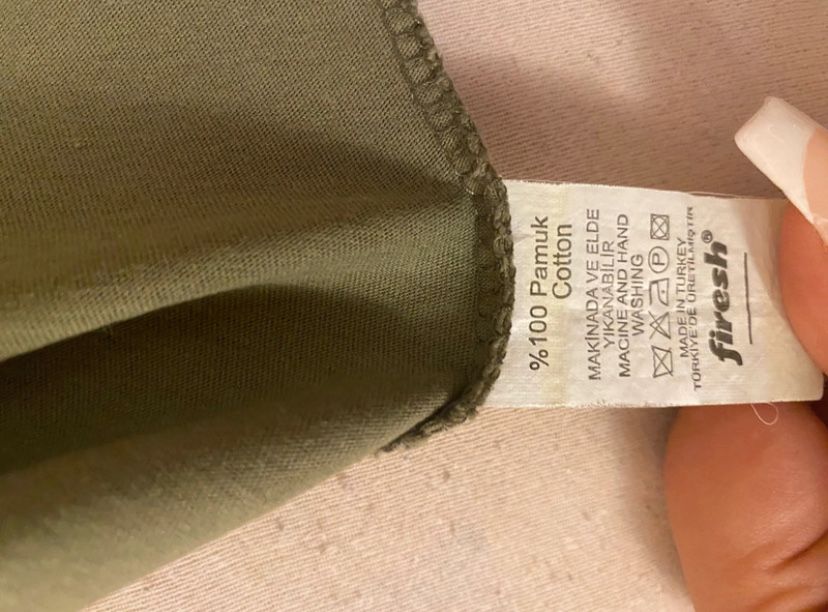 %100 Pamuk
Cotton
MAKİNADA VE ELDE
YIKANABİLİR
MACINE AND HAND
WASHING
P
MADE IN TURKEY
TÜRKİYE'DE ÜRETİLMİŞTİR
firesh®